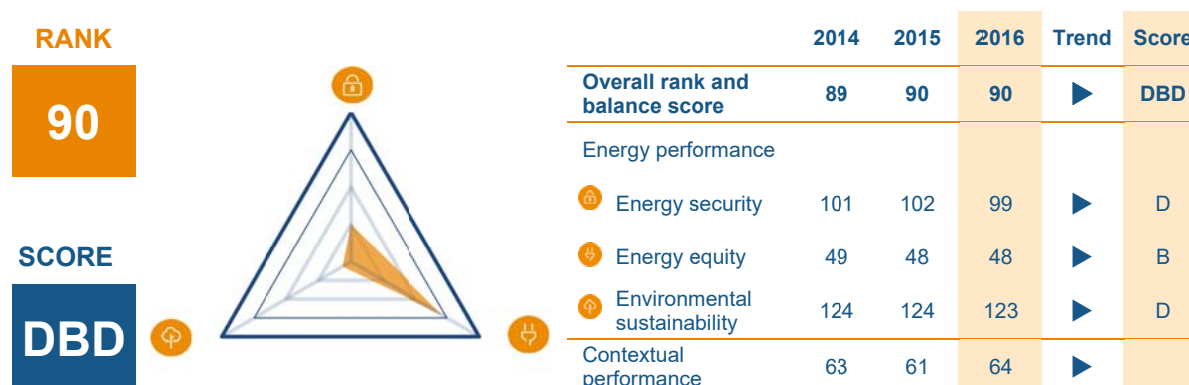 RANK
90
SCORE
DBD
2014 2015 2016 Trend Score
Overall rank and
balance score 89 90 90 DBD
Energy performance
Energy security 101 102 99 D
Energy equity 49 48 48 B
Environmental
sustainability 124 124 123 D
Contextual
performance 63 61 64